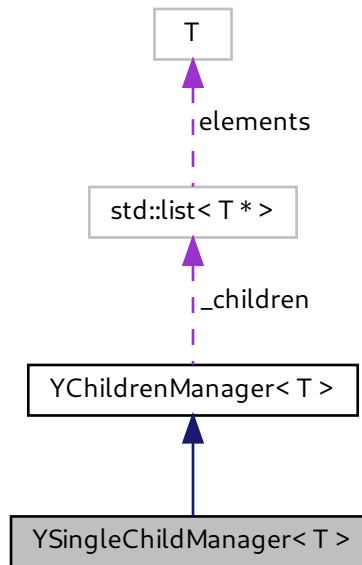 T
elements
std::list< T * >
_children
YChildrenManager< T >
YSingleChildManager< T >